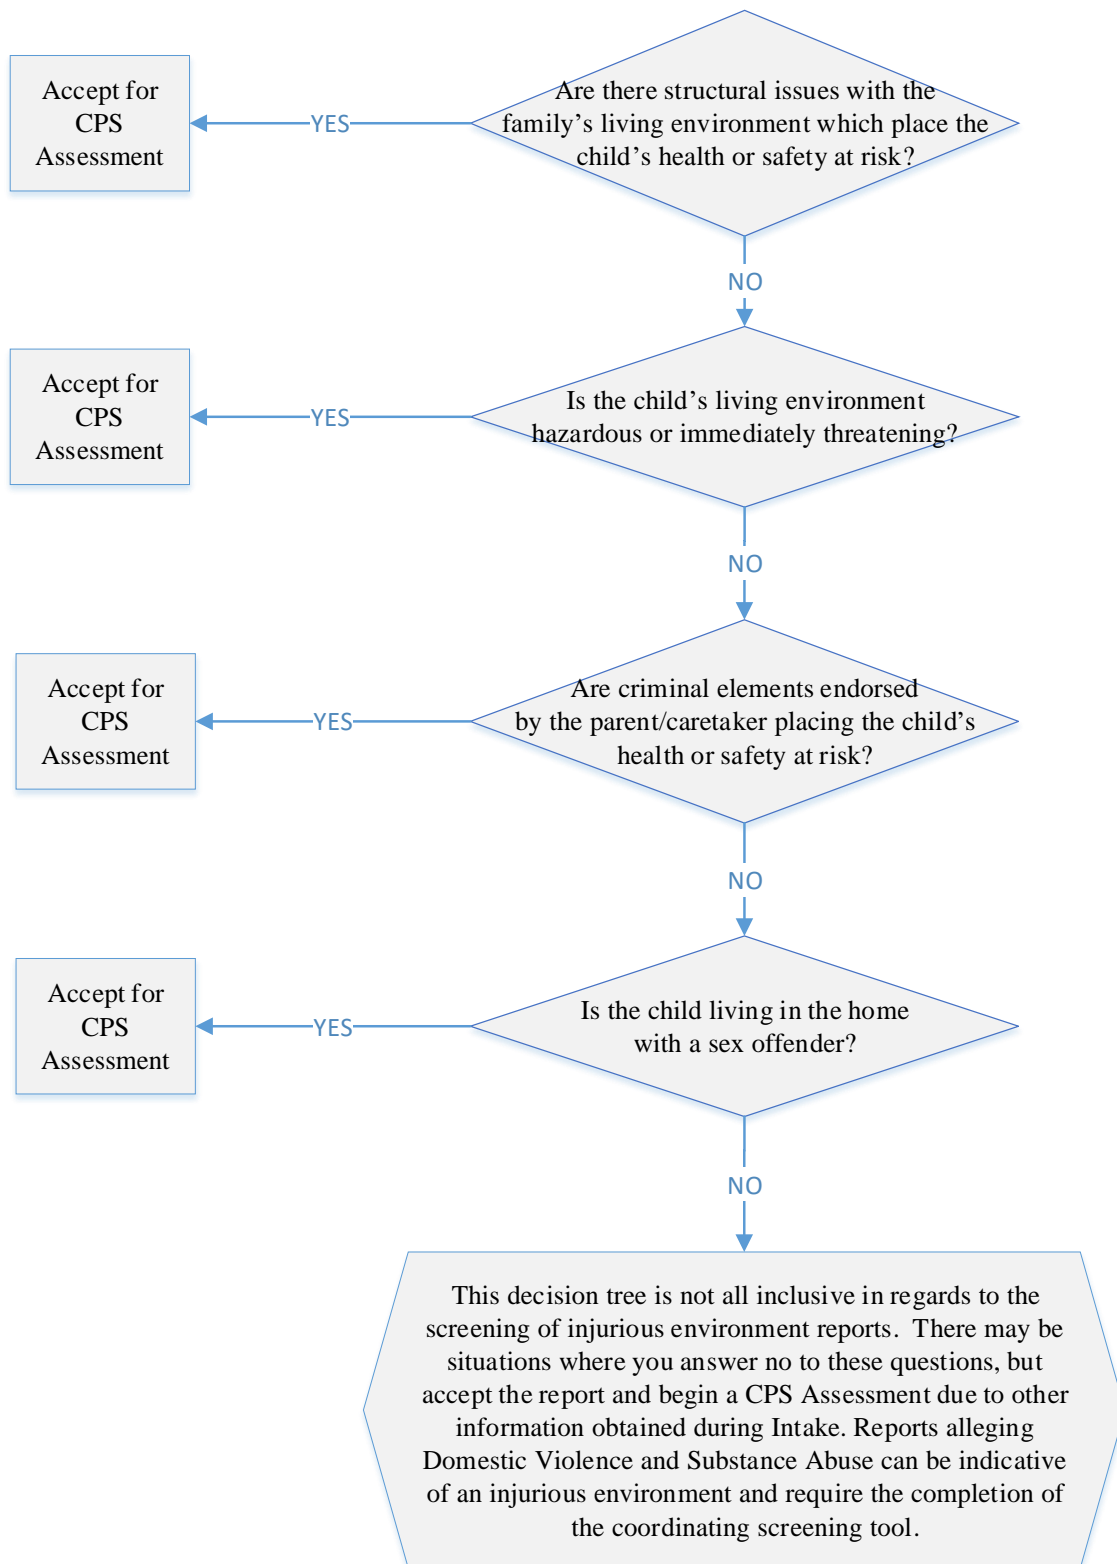 Are there structural issues with the
family’s living environment which place the
child’s health or safety at risk?
YES
Accept for
CPS
Assessment
NO
Is the child’s living environment
hazardous or immediately threatening?
YES
Accept for
CPS
Assessment
NO
Are criminal elements endorsed
by the parent/caretaker placing the child’s
health or safety at risk?
YES
Accept for
CPS
Assessment
NO
Is the child living in the home
with a sex offender?
YES
Accept for
CPS
Assessment
NO
This decision tree is not all inclusive in regards to the
screening of injurious environment reports.  There may be
situations where you answer no to these questions, but
accept the report and begin a CPS Assessment due to other
information obtained during Intake. Reports alleging
Domestic Violence and Substance Abuse can be indicative
of an injurious environment and require the completion of
the coordinating screening tool.